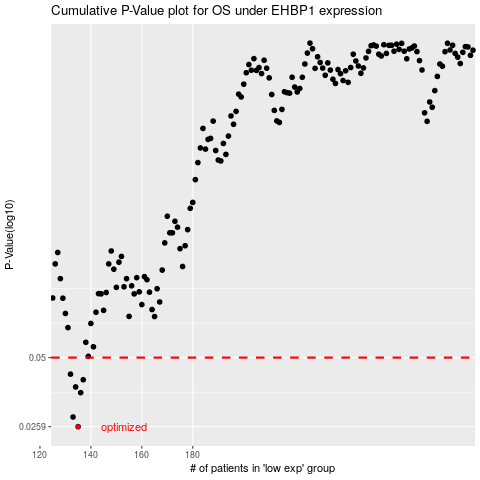 Cumulative P-Value plot for OS under EHBP1 expression
P-Value(log10)
0.05
0.0259
optimized
120 140 160 180
# of patients in 'low exp' group